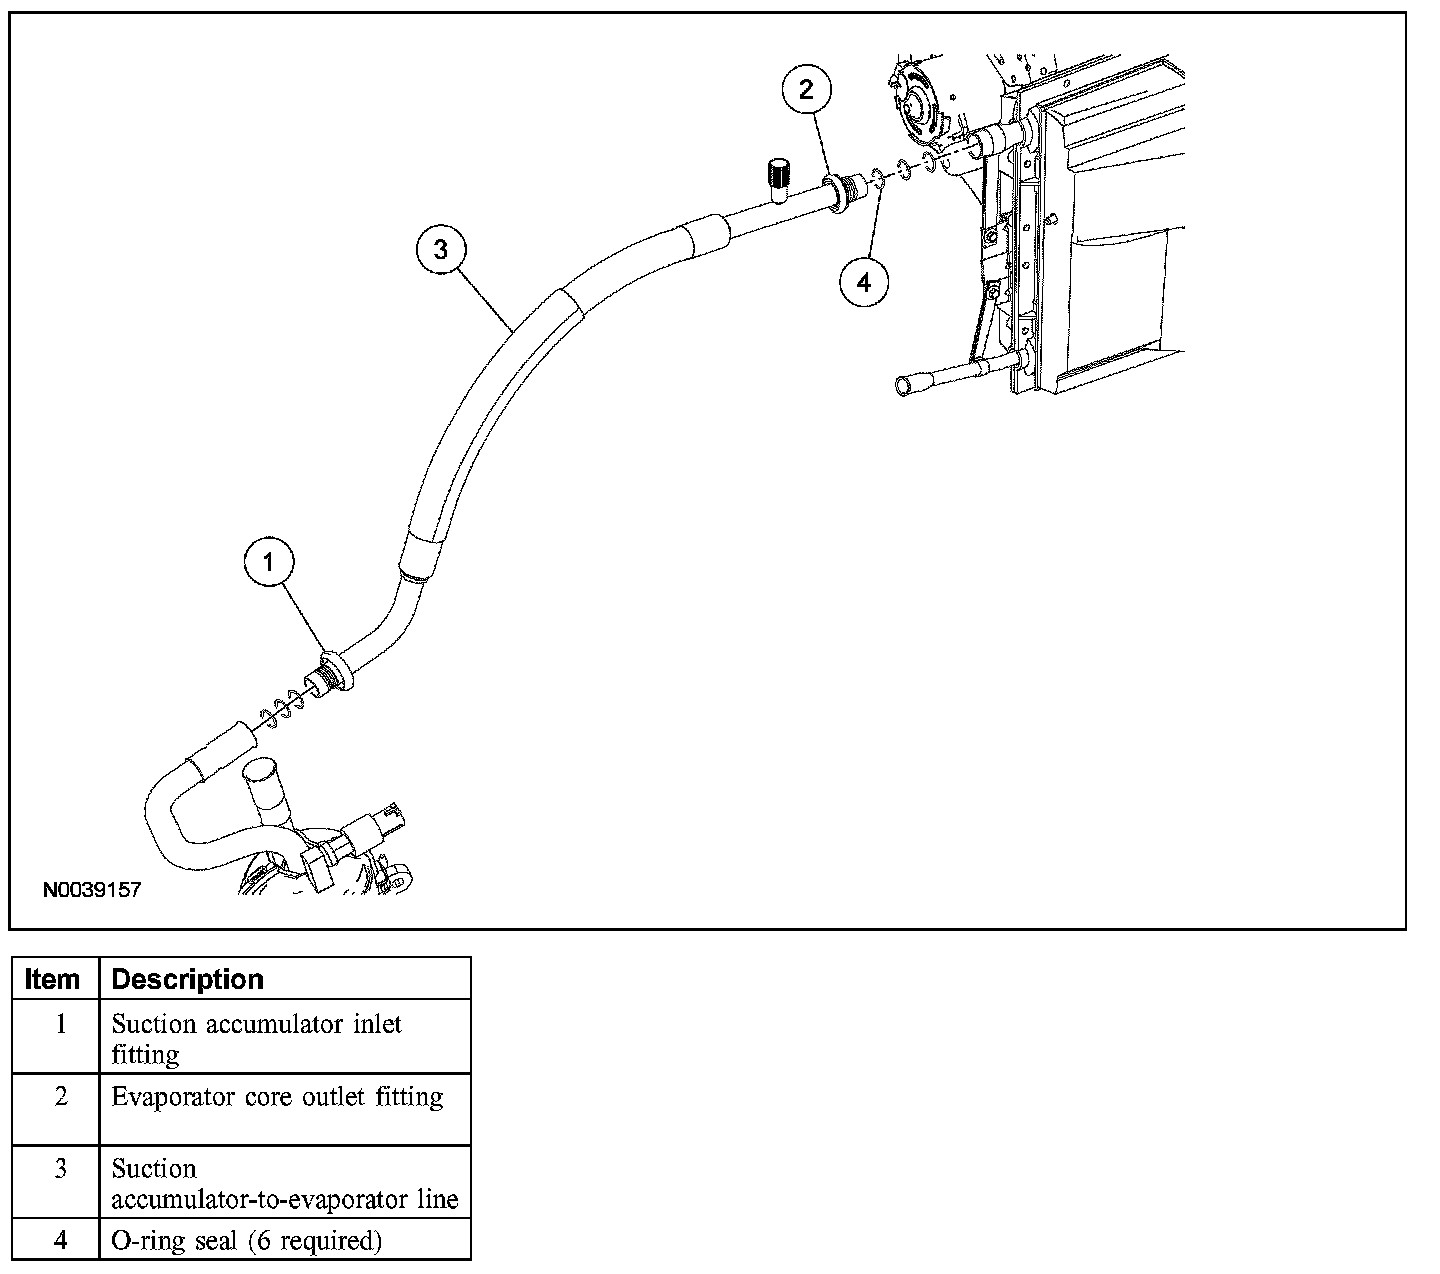 2
3
4
1
N0039157
Item Description
1 Suction accumulator inlet
fitting
2 Evaporator core outlet fitting
3 Suction
accumulator-to-evaporator line
4 O-ring seal (6 required)